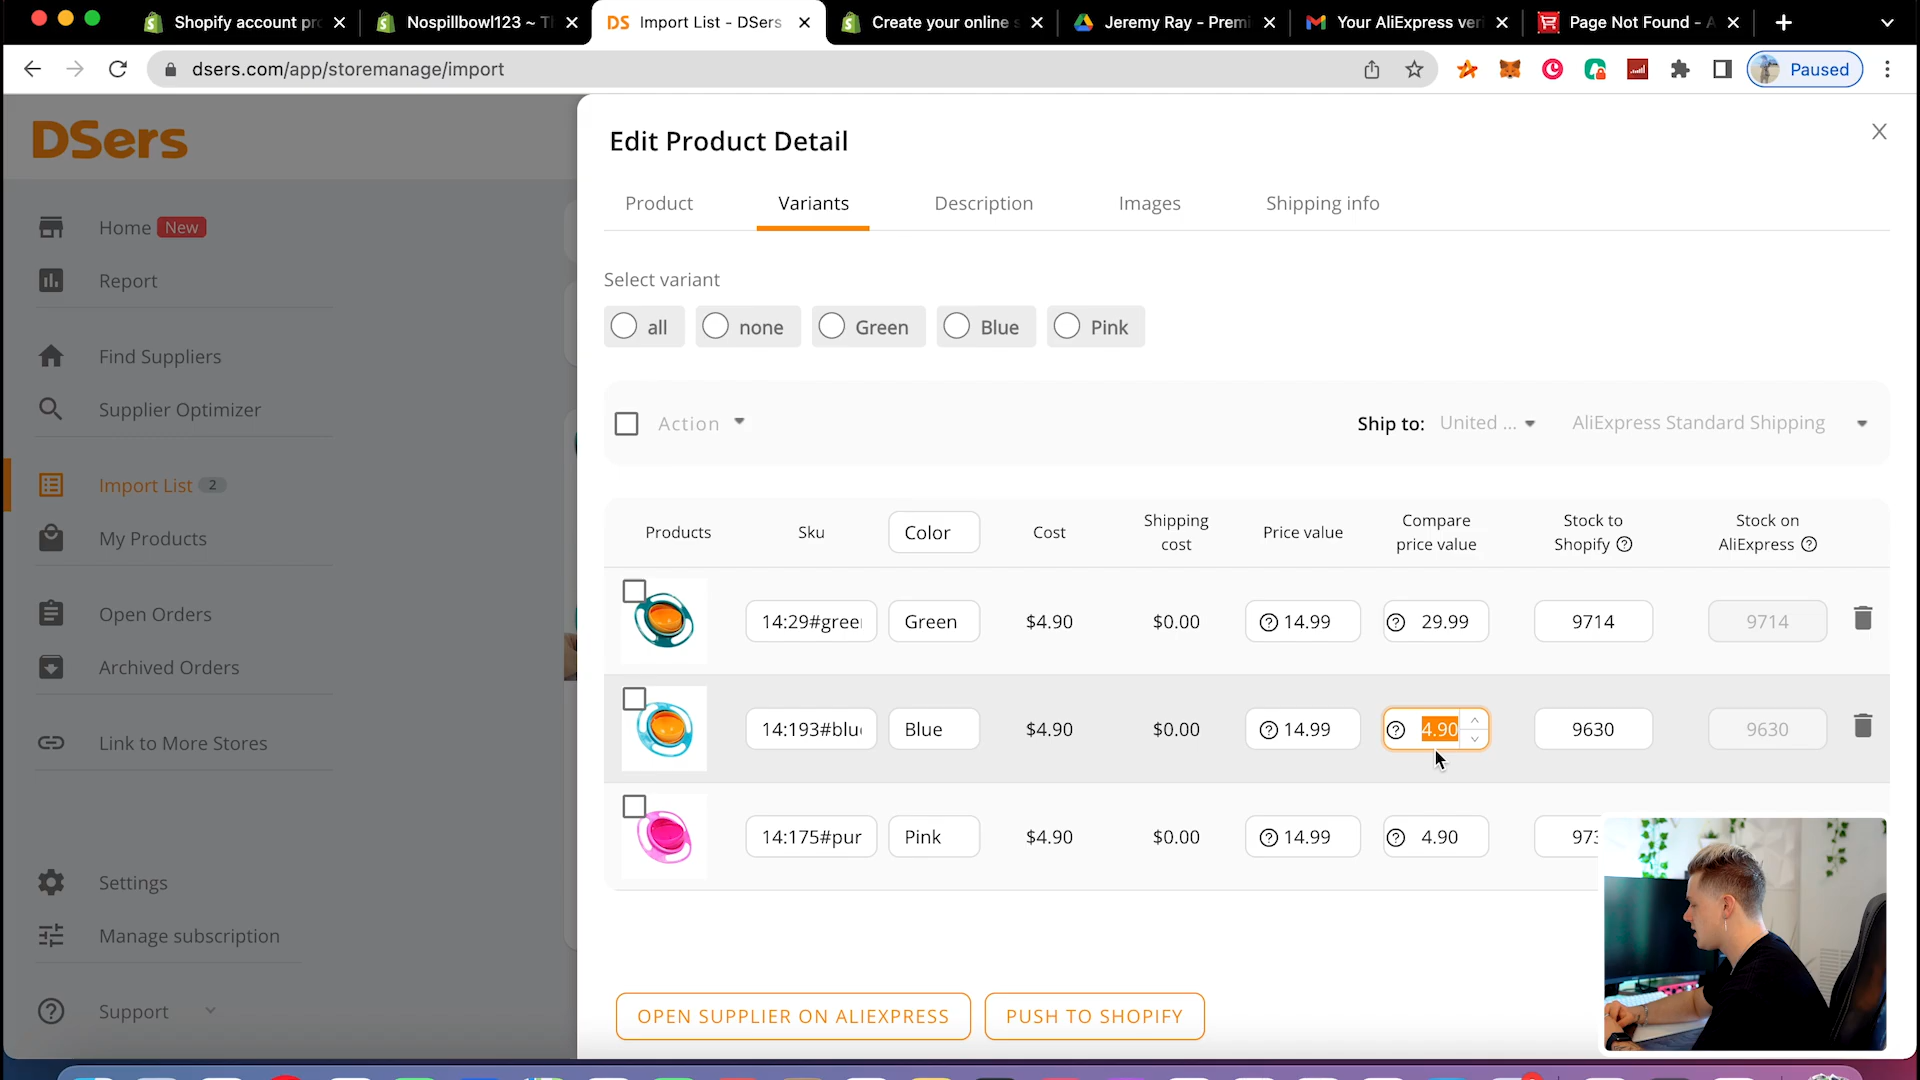 Shopify account pr
Nospillbowl123 ~ T
DS Import List - DSers
Create your online s
Jeremy Ray - Premi
Your AliExpress veri
Page Not Found - A
dsers.com/app/storemanage/import
Paused
DSers
Home New
Report
Find Suppliers
Supplier Optimizer
Import List 2
My Products
Open Orders
Archived Orders
Link to More Stores
Settings
Manage subscription
Support
Edit Product Detail
Product Variants Description Images Shipping info
Select variant
all none Green Blue Pink
Action Ship to: United ... AliExpress Standard Shipping
Products Sku Color Cost Shipping cost Price value Compare price value Stock to Shopify Stock on AliExpress
14:29#gree Green $4.90 $0.00 14.99 29.99 9714 9714
14:193#blu Blue $4.90 $0.00 14.99 4.90 9630 9630
14:175#pur Pink $4.90 $0.00 14.99 4.90 973
OPEN SUPPLIER ON ALIEXPRESS PUSH TO SHOPIFY